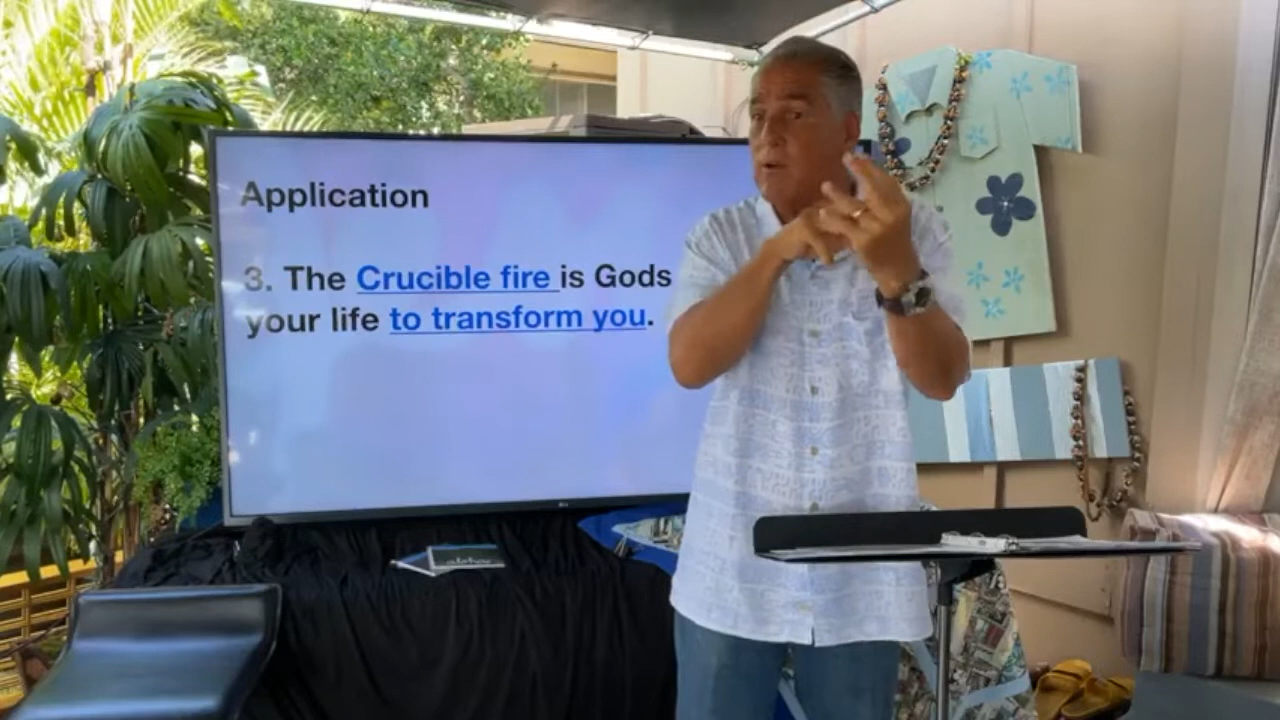 Application
3. The Crucible fire is Gods
your life to transform you.